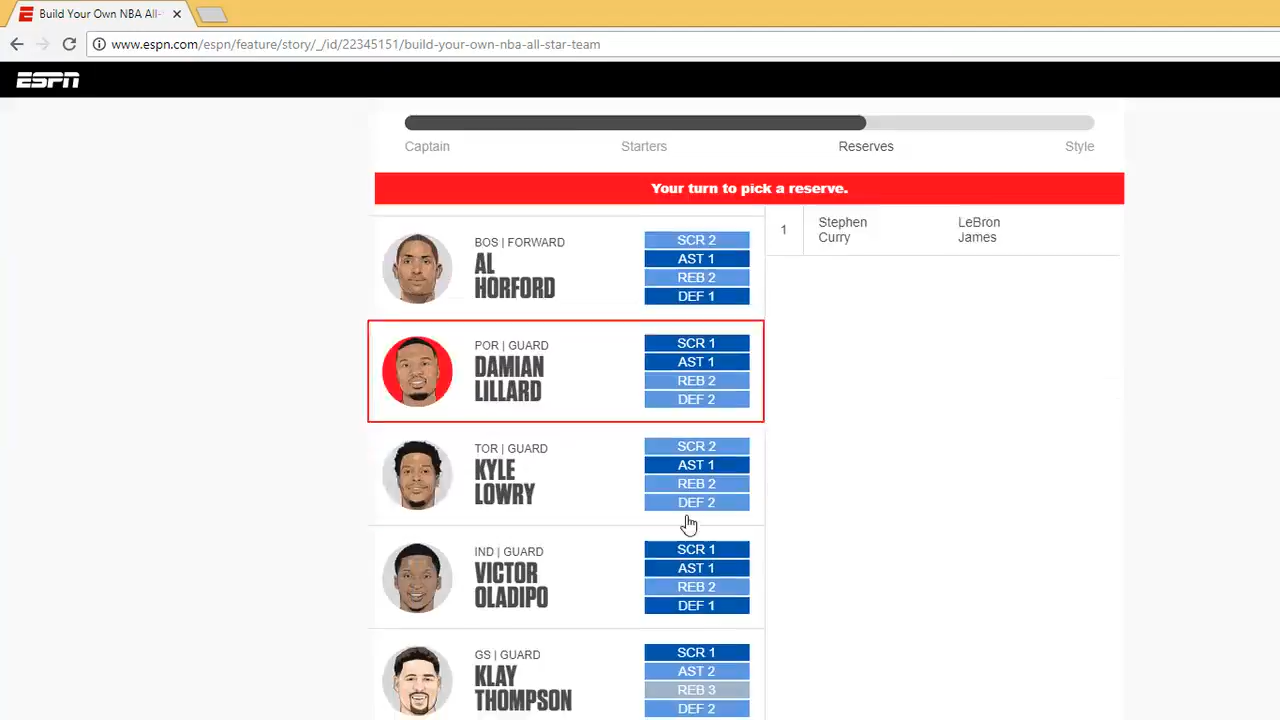 Build Your Own NBA All-
www.espn.com/espn/feature/story/_/id/22345151/build-your-own-nba-all-star-team
ESPN
Captain
Starters
Reserves
Style
Your turn to pick a reserve.
BOS | FORWARD
AL
HORFORD
SCR 2
AST 1
REB 2
DEF 1
POR | GUARD
DAMIAN
LILLARD
SCR 1
AST 1
REB 2
DEF 2
TOR | GUARD
KYLE
LOWRY
SCR 2
AST 1
REB 2
DEF 2
IND | GUARD
VICTOR
OLADIPO
SCR 1
AST 1
REB 2
DEF 1
GS | GUARD
KLAY
THOMPSON
SCR 1
AST 2
REB 3
DEF 2
1
Stephen
Curry
LeBron
James